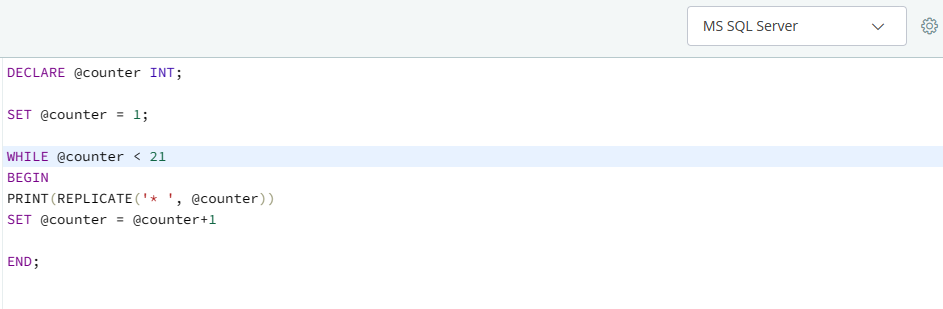 MS SQL Server
DECLARE @counter INT;
SET @counter = 1;
WHILE @counter < 21
BEGIN
PRINT(REPLICATE('* ', @counter))
SET @counter = @counter+1
END;